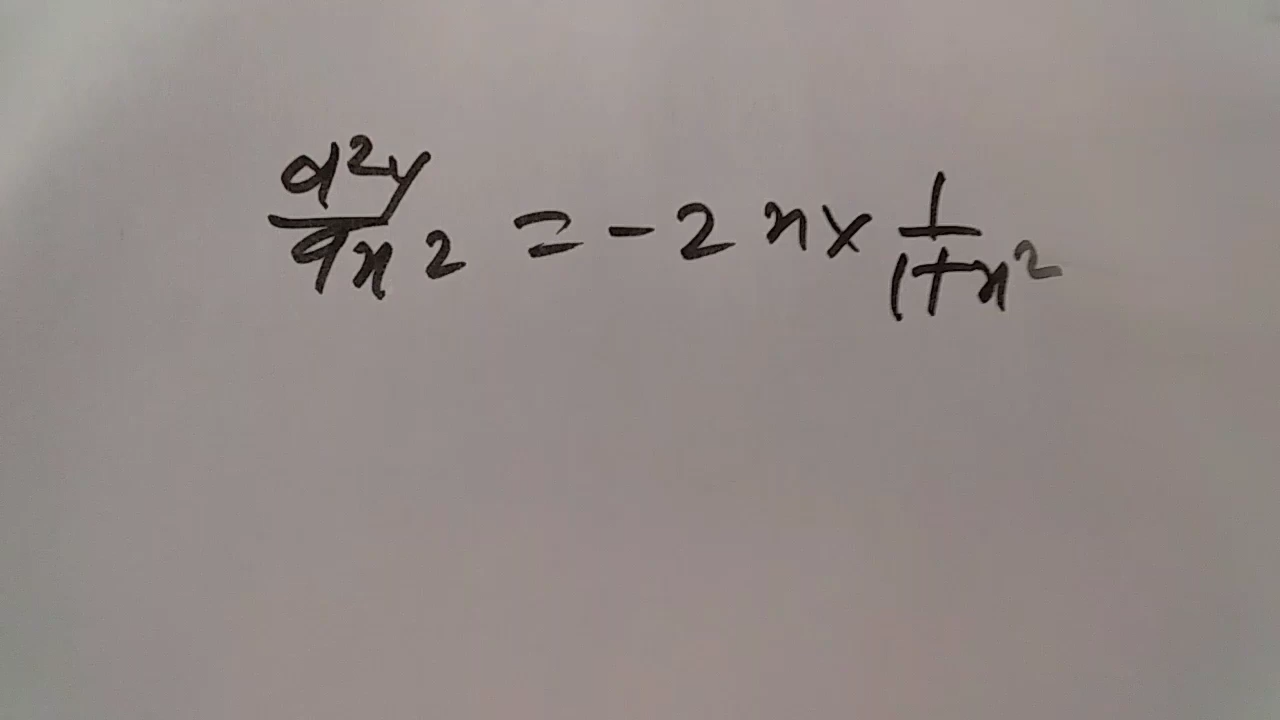 d²y/dx² = -2x × 1/(1+x²)